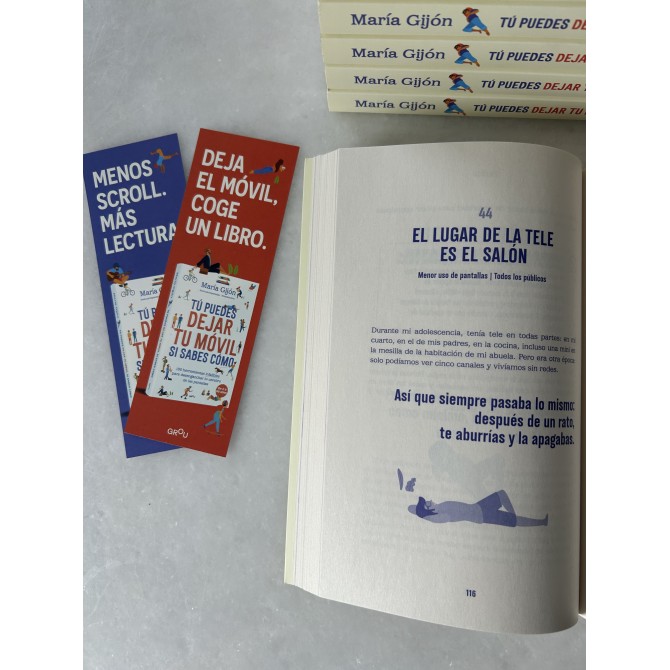 María Gijón TÚ PUEDES DE
María Gijón TÚ PUEDES DEJAR
María Gijón TÚ PUEDES DEJAR T
María Gijón TÚ PUEDES DEJAR TU
MENOS
SCROLL.
MÁS
LECTURA
DEJA
EL MÓVIL,
COGE
UN LIBRO.
María Gijón
TÚ PUEDES
DEJAR
TU MÓVIL
SI SABES CÓMO
GROU
TÚ
DEJA
TU
SI SA
44
EL LUGAR DE LA TELE
ES EL SALÓN
Menor uso de pantallas | Todos los públicos
Durante mi adolescencia, tenía tele en todas partes: en mi
cuarto, en el de mis padres, en la cocina, incluso una mini en
la mesilla de la habitación de mi abuela. Pero era otra época
solo podíamos ver cinco canales y vivíamos sin redes.
Así que siempre pasaba lo mismo:
después de un rato,
te aburrías y la apagabas.
116